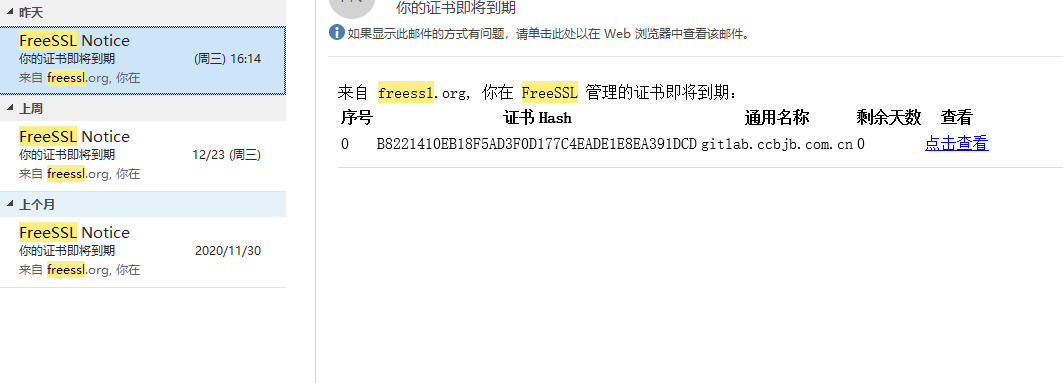 昨天
FreeSSL Notice
你的证书即将到期 (周三) 16:14
来自 freessl.org, 你在
上周
FreeSSL Notice
你的证书即将到期 12/23 (周三)
来自 freessl.org, 你在
上个月
FreeSSL Notice
你的证书即将到期 2020/11/30
来自 freessl.org, 你在
你的证书即将到期
如果显示此邮件的方式有问题，请单击此处以在 Web 浏览器中查看该邮件。
来自 freessl.org, 你在 FreeSSL 管理的证书即将到期：
序号 证书 Hash 通用名称 剩余天数 查看
0 B8221410EB18F5AD3F0D177C4EADE1E8EA391DCD gitlab.ccbjb.com.cn 0 点击查看